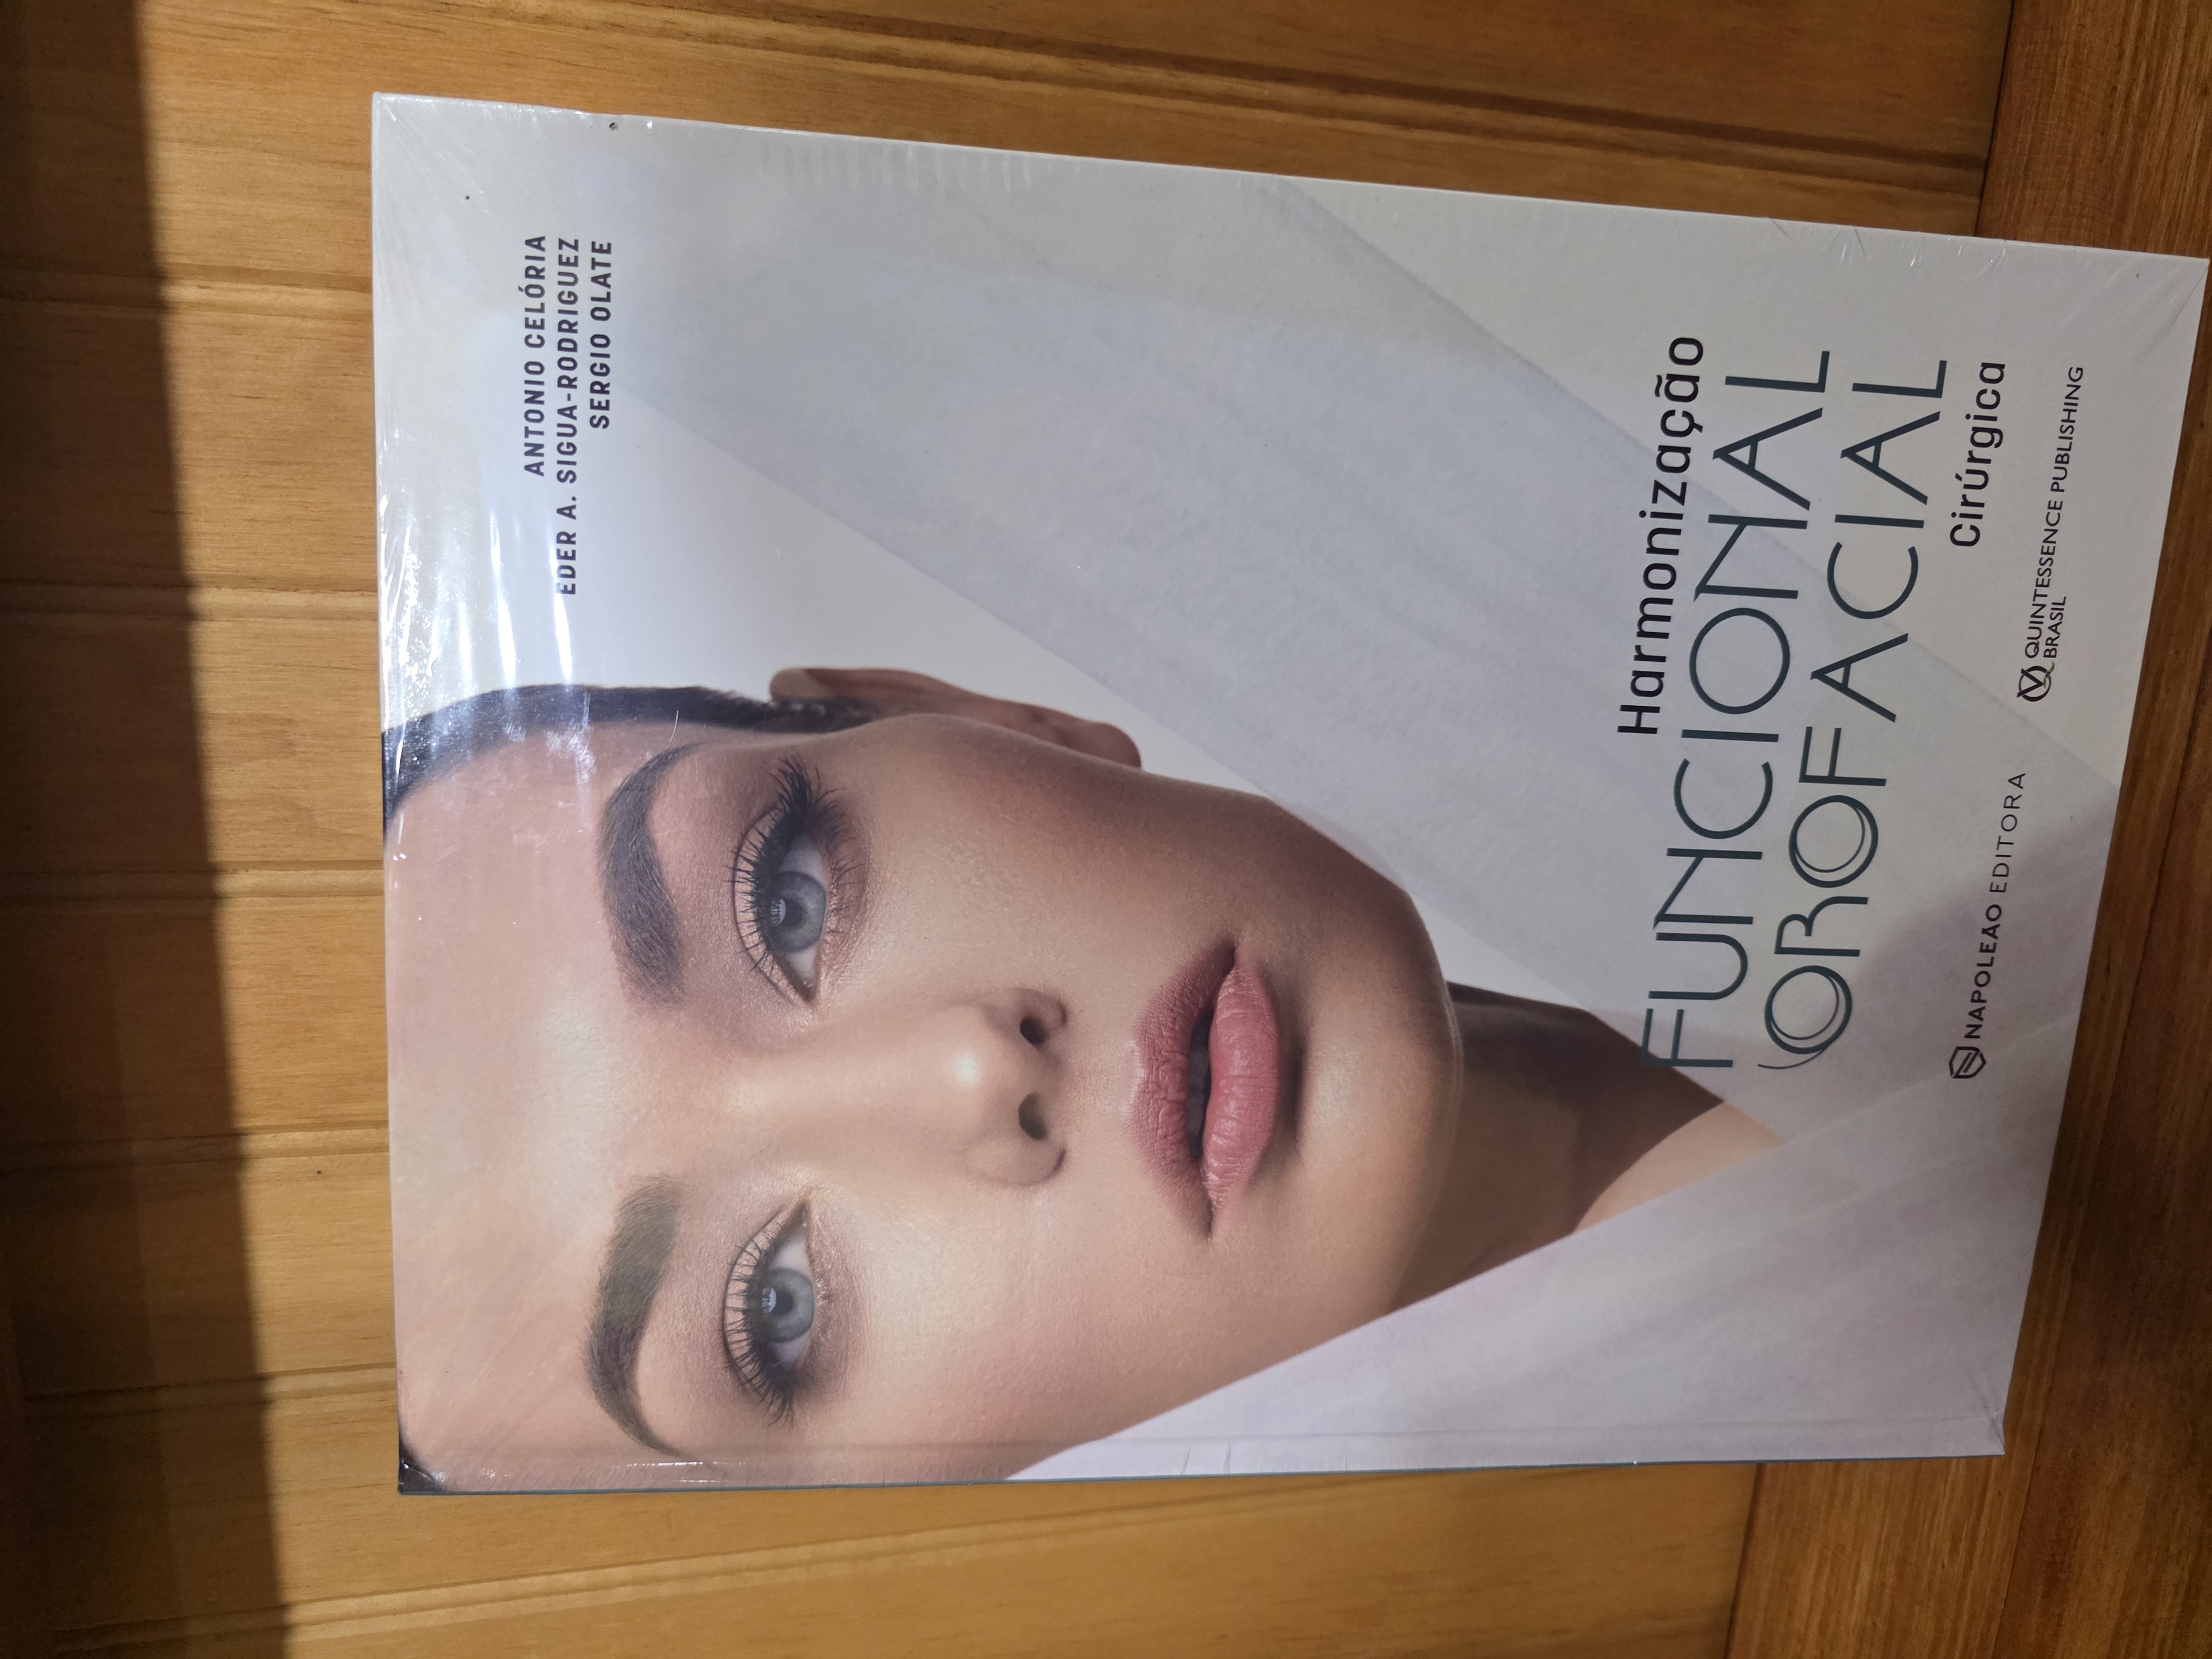 ANTONIO CELÓRIA
EDER A. SIGUA-RODRIGUEZ
SERGIO OLATE
Harmonização
FUNCIONAL
OROFACIAL
Cirúrgica
NAPOLEÃO EDITORA
QUINTESSENCE PUBLISHING
BRASIL